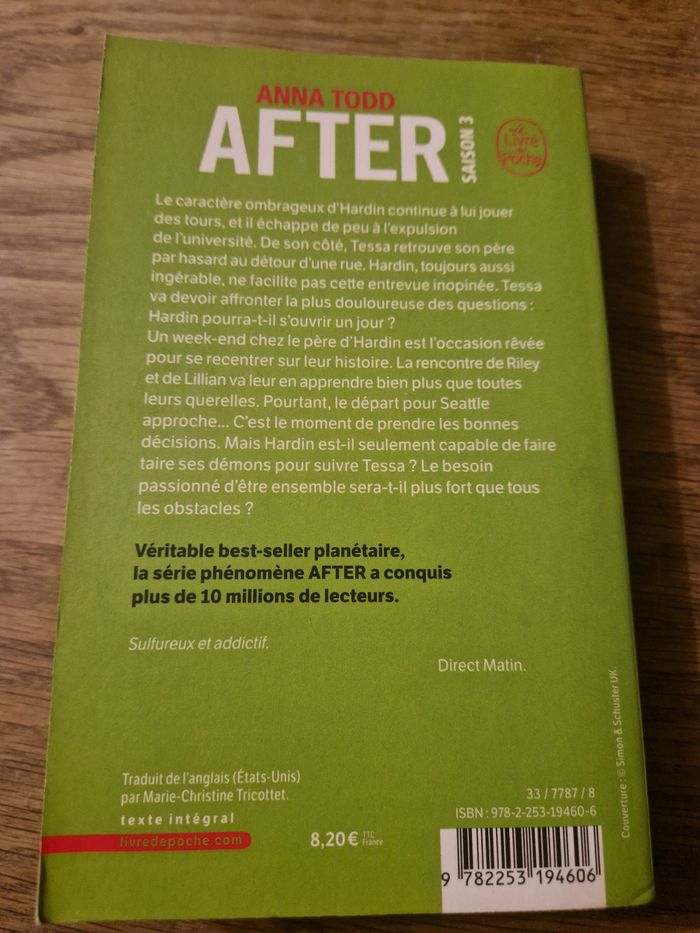 ANNA TODD
AFTER
SAISON 3
Le Livre de Poche
Le caractère ombrageux d'Hardin continue à lui jouer
des tours, et il échappe de peu à l'expulsion
de l'université. De son côté, Tessa retrouve son père
par hasard au détour d'une rue. Hardin, toujours aussi
ingérable, ne facilite pas cette entrevue inopinée. Tessa
va devoir affronter la plus douloureuse des questions :
Hardin pourra-t-il s'ouvrir un jour ?
Un week-end chez le père d'Hardin est l'occasion rêvée
pour se recentrer sur leur histoire. La rencontre de Riley
et de Lillian va leur en apprendre bien plus que toutes
leurs querelles. Pourtant, le départ pour Seattle
approche... C'est le moment de prendre les bonnes
décisions. Mais Hardin est-il seulement capable de faire
taire ses démons pour suivre Tessa ? Le besoin
passionné d'être ensemble sera-t-il plus fort que tous
les obstacles ?
Véritable best-seller planétaire,
la série phénomène AFTER a conquis
plus de 10 millions de lecteurs.
Sulfureux et addictif.
Direct Matin.
Traduit de l'anglais (États-Unis)
par Marie-Christine Tricottet.
texte intégral
livredepoche.com
8,20 € TTC France
33 / 7787 / 8
ISBN : 978-2-253-19460-6
9 782253 194606
Couverture : © Simon & Schuster UK.